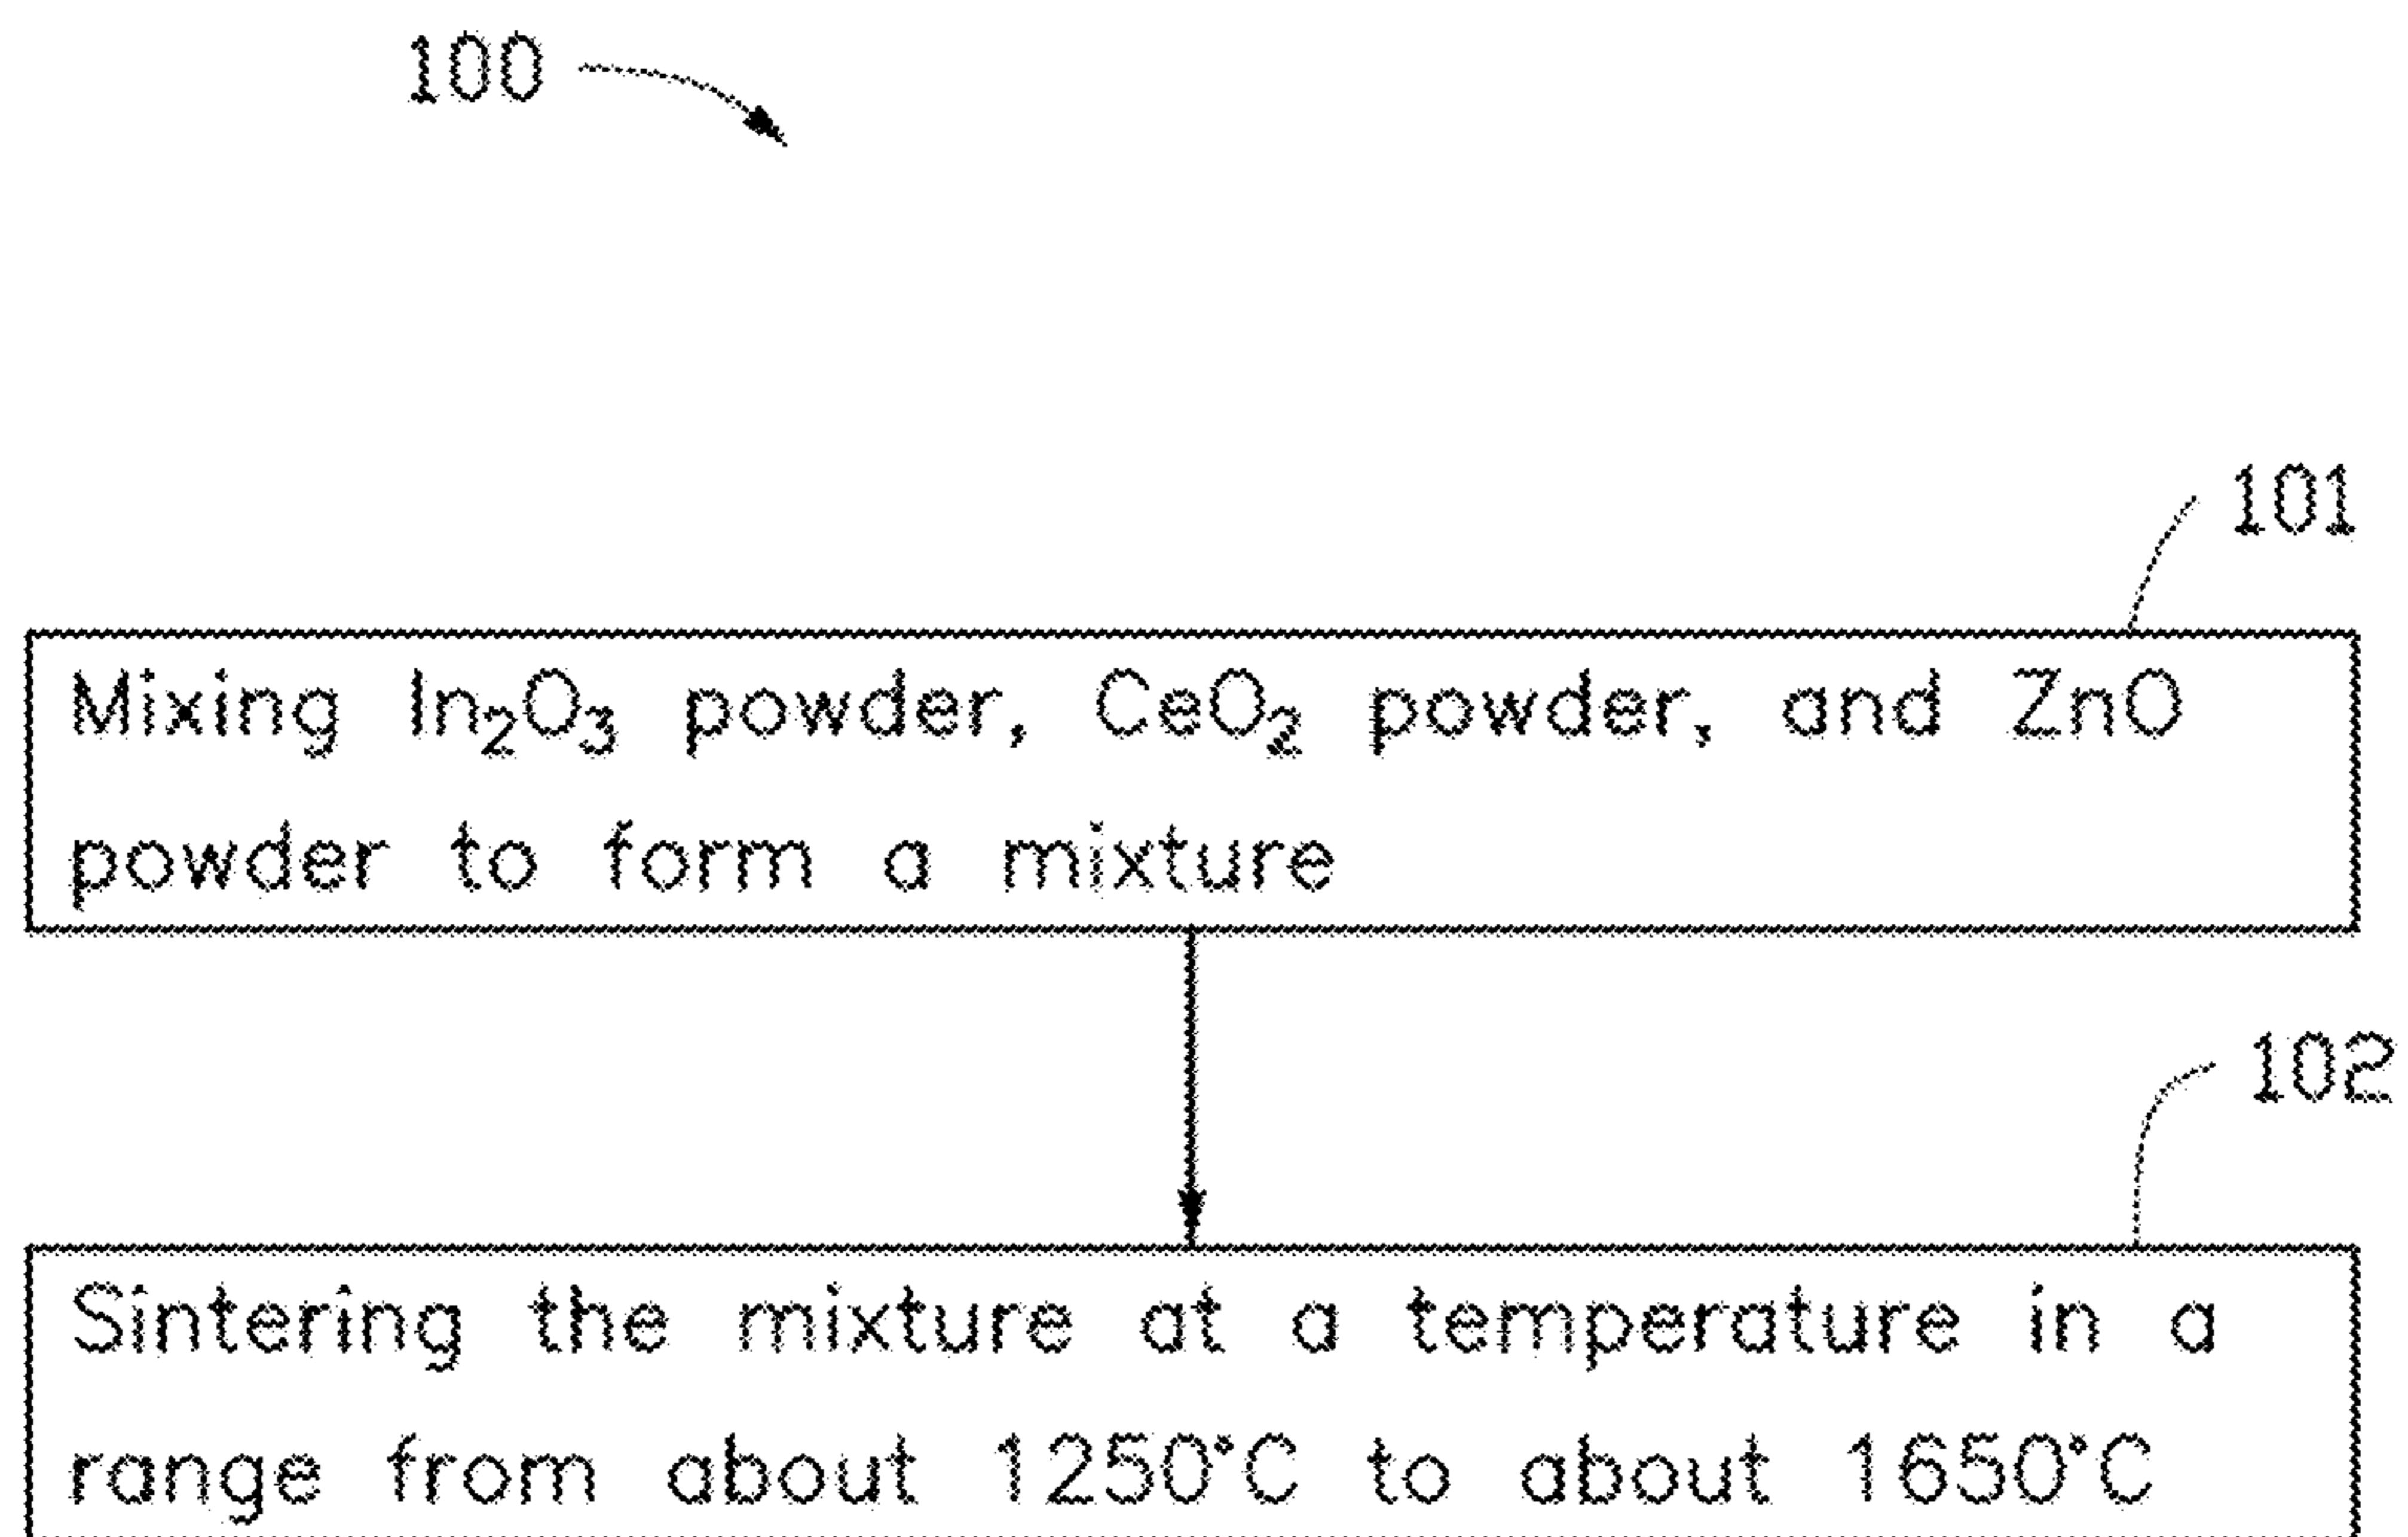 100
101
Mixing In₂O₃ powder, CeO₂ powder, and ZnO
powder to form a mixture
102
Sintering the mixture at a temperature in a
range from about 1250°C to about 1650°C